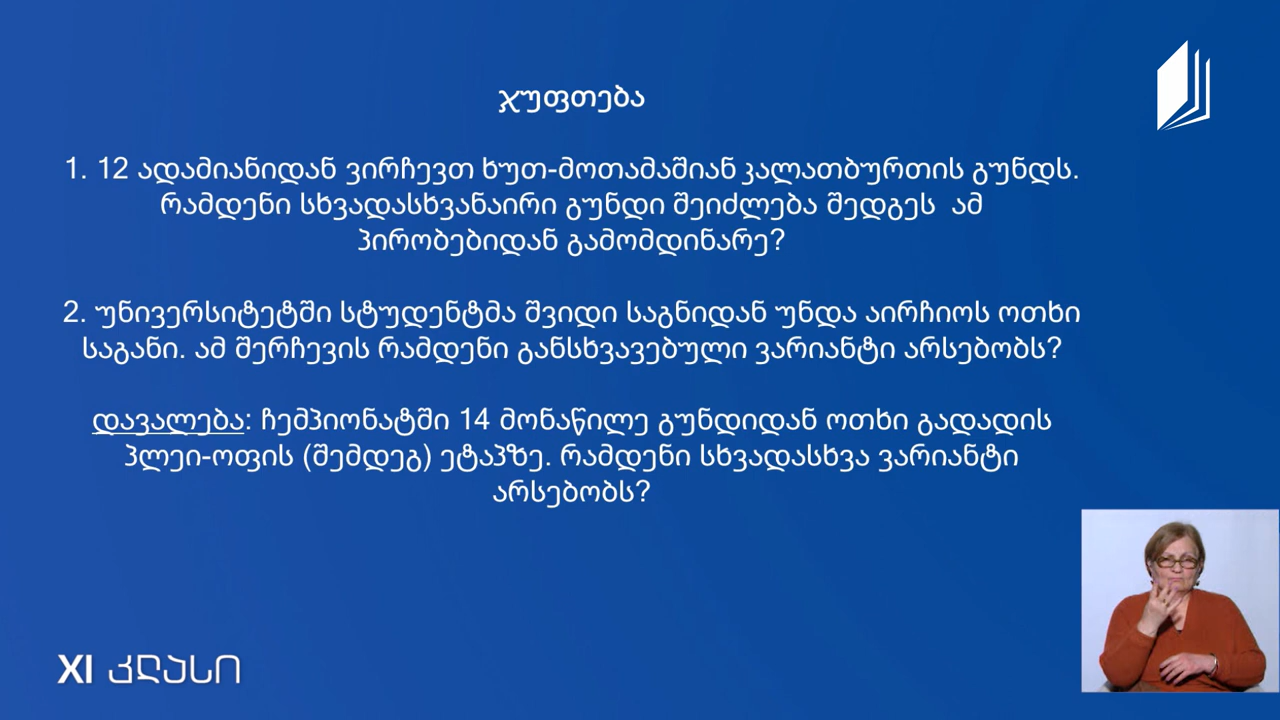 ჯუფთება
1. 12 ადამიანიდან ვირჩევთ ხუთ-მოთამაშიან კალათბურთის გუნდს.
რამდენი სხვადასხვანაირი გუნდი შეიძლება შედგეს ამ
პირობებიდან გამომდინარე?
2. უნივერსიტეტში სტუდენტმა შვიდი საგნიდან უნდა აირჩიოს ოთხი
საგანი. ამ შერჩევის რამდენი განსხვავებული ვარიანტი არსებობს?
დავალება: ჩემპიონატში 14 მონაწილე გუნდიდან ოთხი გადადის
პლეი-ოფის (შემდეგ) ეტაპზე. რამდენი სხვადასხვა ვარიანტი
არსებობს?
XI კლასი